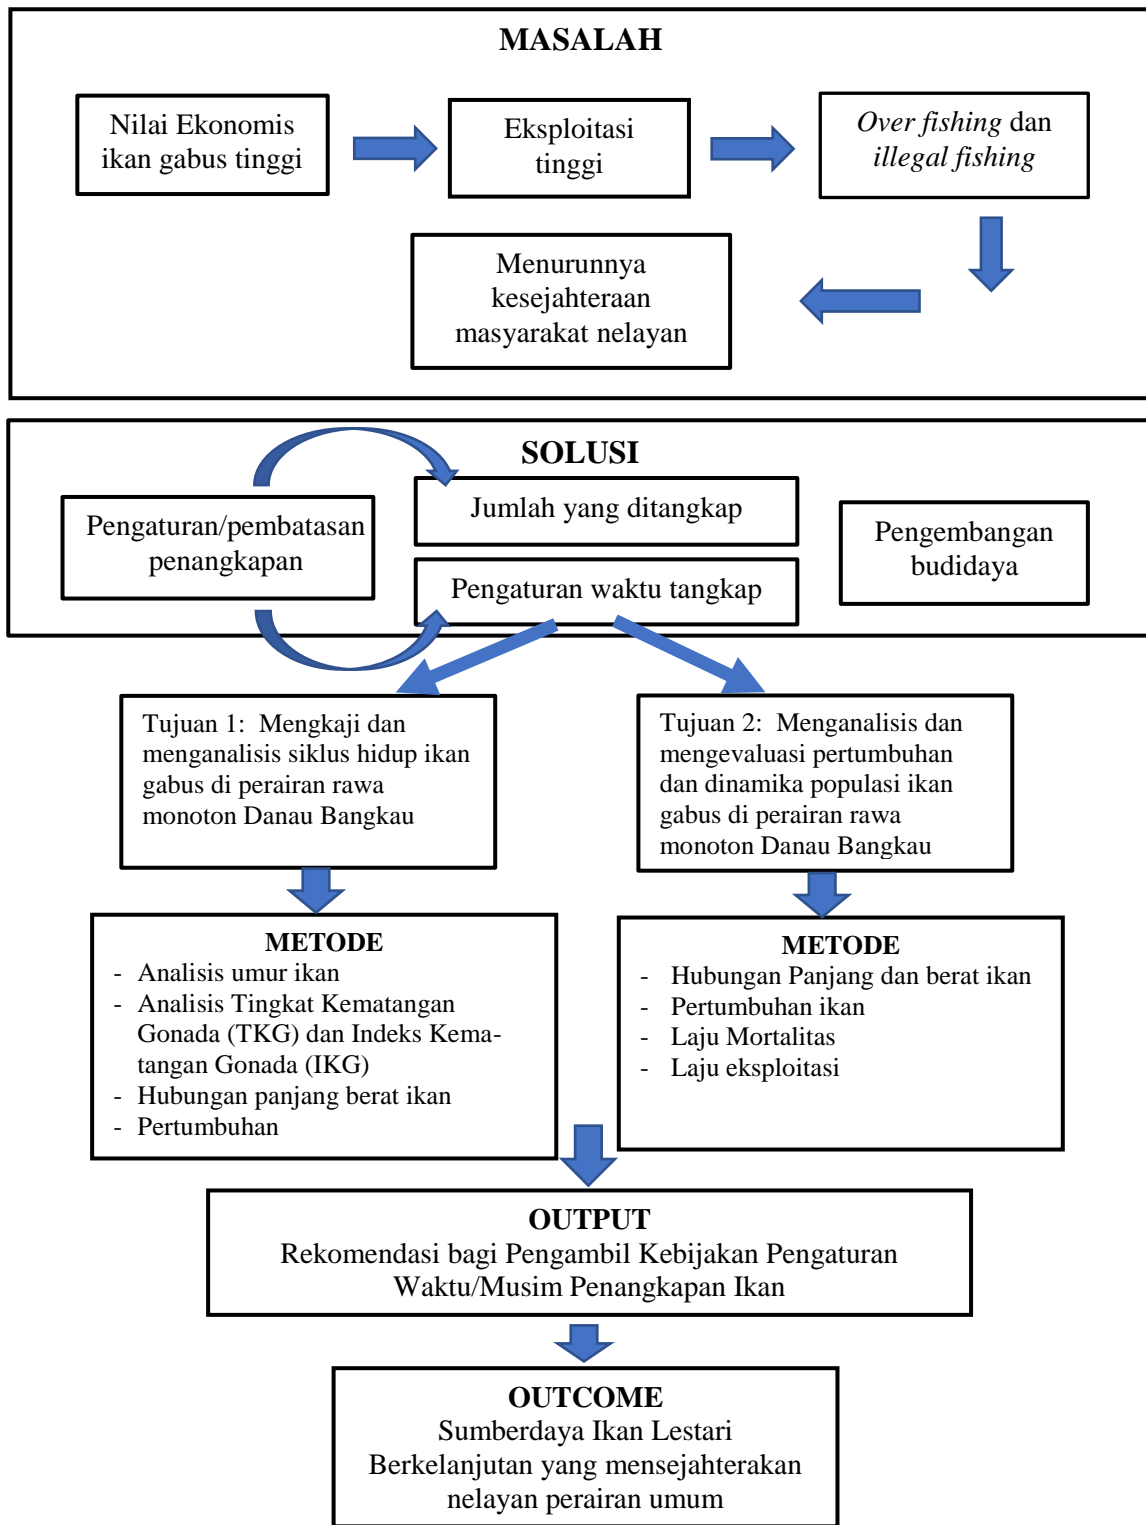 MASALAH
Nilai Ekonomis
ikan gabus tinggi
Eksploitasi
tinggi
Over fishing dan
illegal fishing
Menurunnya
kesejahteraan
masyarakat nelayan
SOLUSI
Pengaturan/pembatasan
penangkapan
Jumlah yang ditangkap
Pengaturan waktu tangkap
Pengembangan
budidaya
Tujuan 1:  Mengkaji dan
menganalisis siklus hidup ikan
gabus di perairan rawa
monoton Danau Bangkau
Tujuan 2:  Menganalisis dan
mengevaluasi pertumbuhan
dan dinamika populasi ikan
gabus di perairan rawa
monoton Danau Bangkau
METODE
- Analisis umur ikan
- Analisis Tingkat Kematangan
Gonada (TKG) dan Indeks Kema-
tangan Gonada (IKG)
- Hubungan panjang berat ikan
- Pertumbuhan
METODE
- Hubungan Panjang dan berat ikan
- Pertumbuhan ikan
- Laju Mortalitas
- Laju eksploitasi
OUTPUT
Rekomendasi bagi Pengambil Kebijakan Pengaturan
Waktu/Musim Penangkapan Ikan
OUTCOME
Sumberdaya Ikan Lestari
Berkelanjutan yang mensejahterakan
nelayan perairan umum